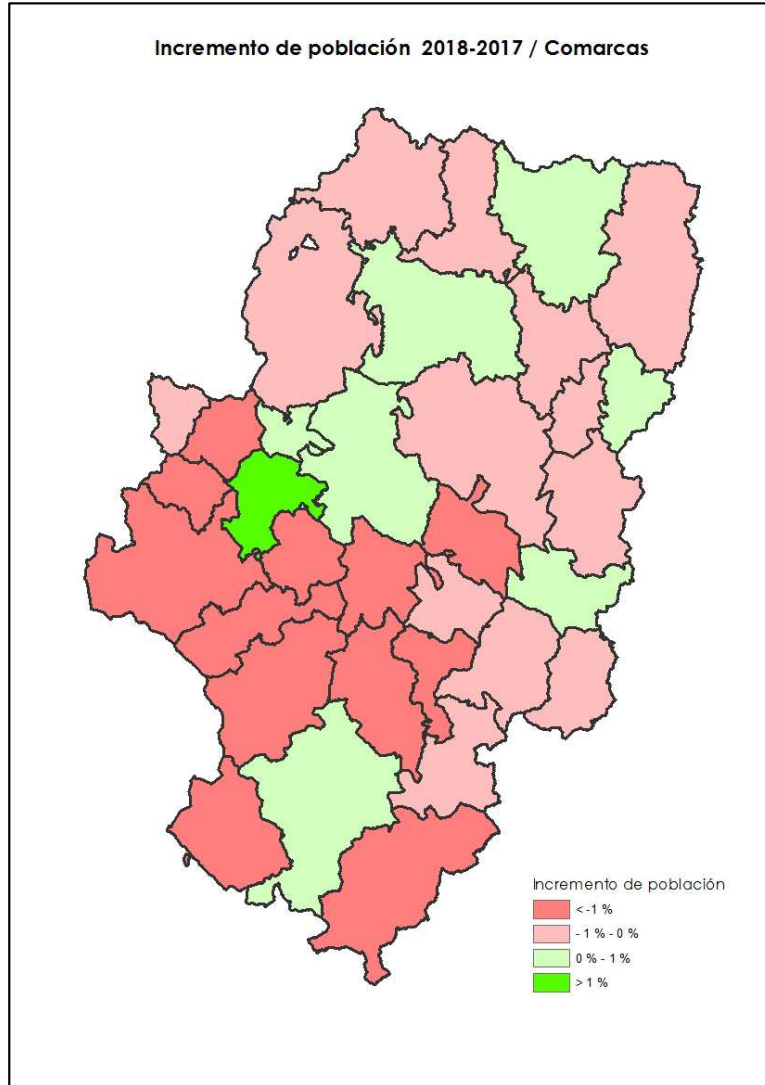 Incremento de población 2018-2017 / Comarcas
Incremento de población
< -1 %
- 1 % - 0 %
0 % - 1 %
> 1 %